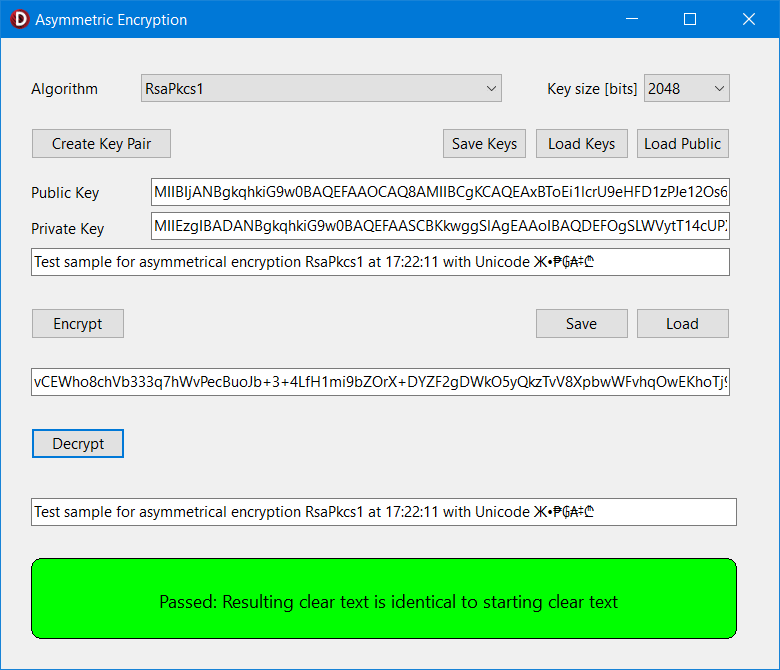 D Asymmetric Encryption
Algorithm RsaPkcs1 Key size [bits] 2048
Create Key Pair Save Keys Load Keys Load Public
Public Key MIIBIjANBgkqhkiG9w0BAQEFAAOCAQ8AMIIBCgKCAQEAxBToEi1IcrU9eHFD1zPJe12Os6
Private Key MIIEzgIBADANBgkqhkiG9w0BAQEFAASCBKkwggSlAgEAAoIBAQDEFOgSLWVytT14cUP
Test sample for asymmetrical encryption RsaPkcs1 at 17:22:11 with Unicode Ж•₱₲₳‡₾
Encrypt Save Load
vCEWho8chVb333q7hWvPecBuoJb+3+4LfH1mi9bZOrX+DYZF2gDWkO5yQkzTvV8XpbwWFvhqOwEKhoTj9
Decrypt
Test sample for asymmetrical encryption RsaPkcs1 at 17:22:11 with Unicode Ж•₱₲₳‡₾
Passed: Resulting clear text is identical to starting clear text